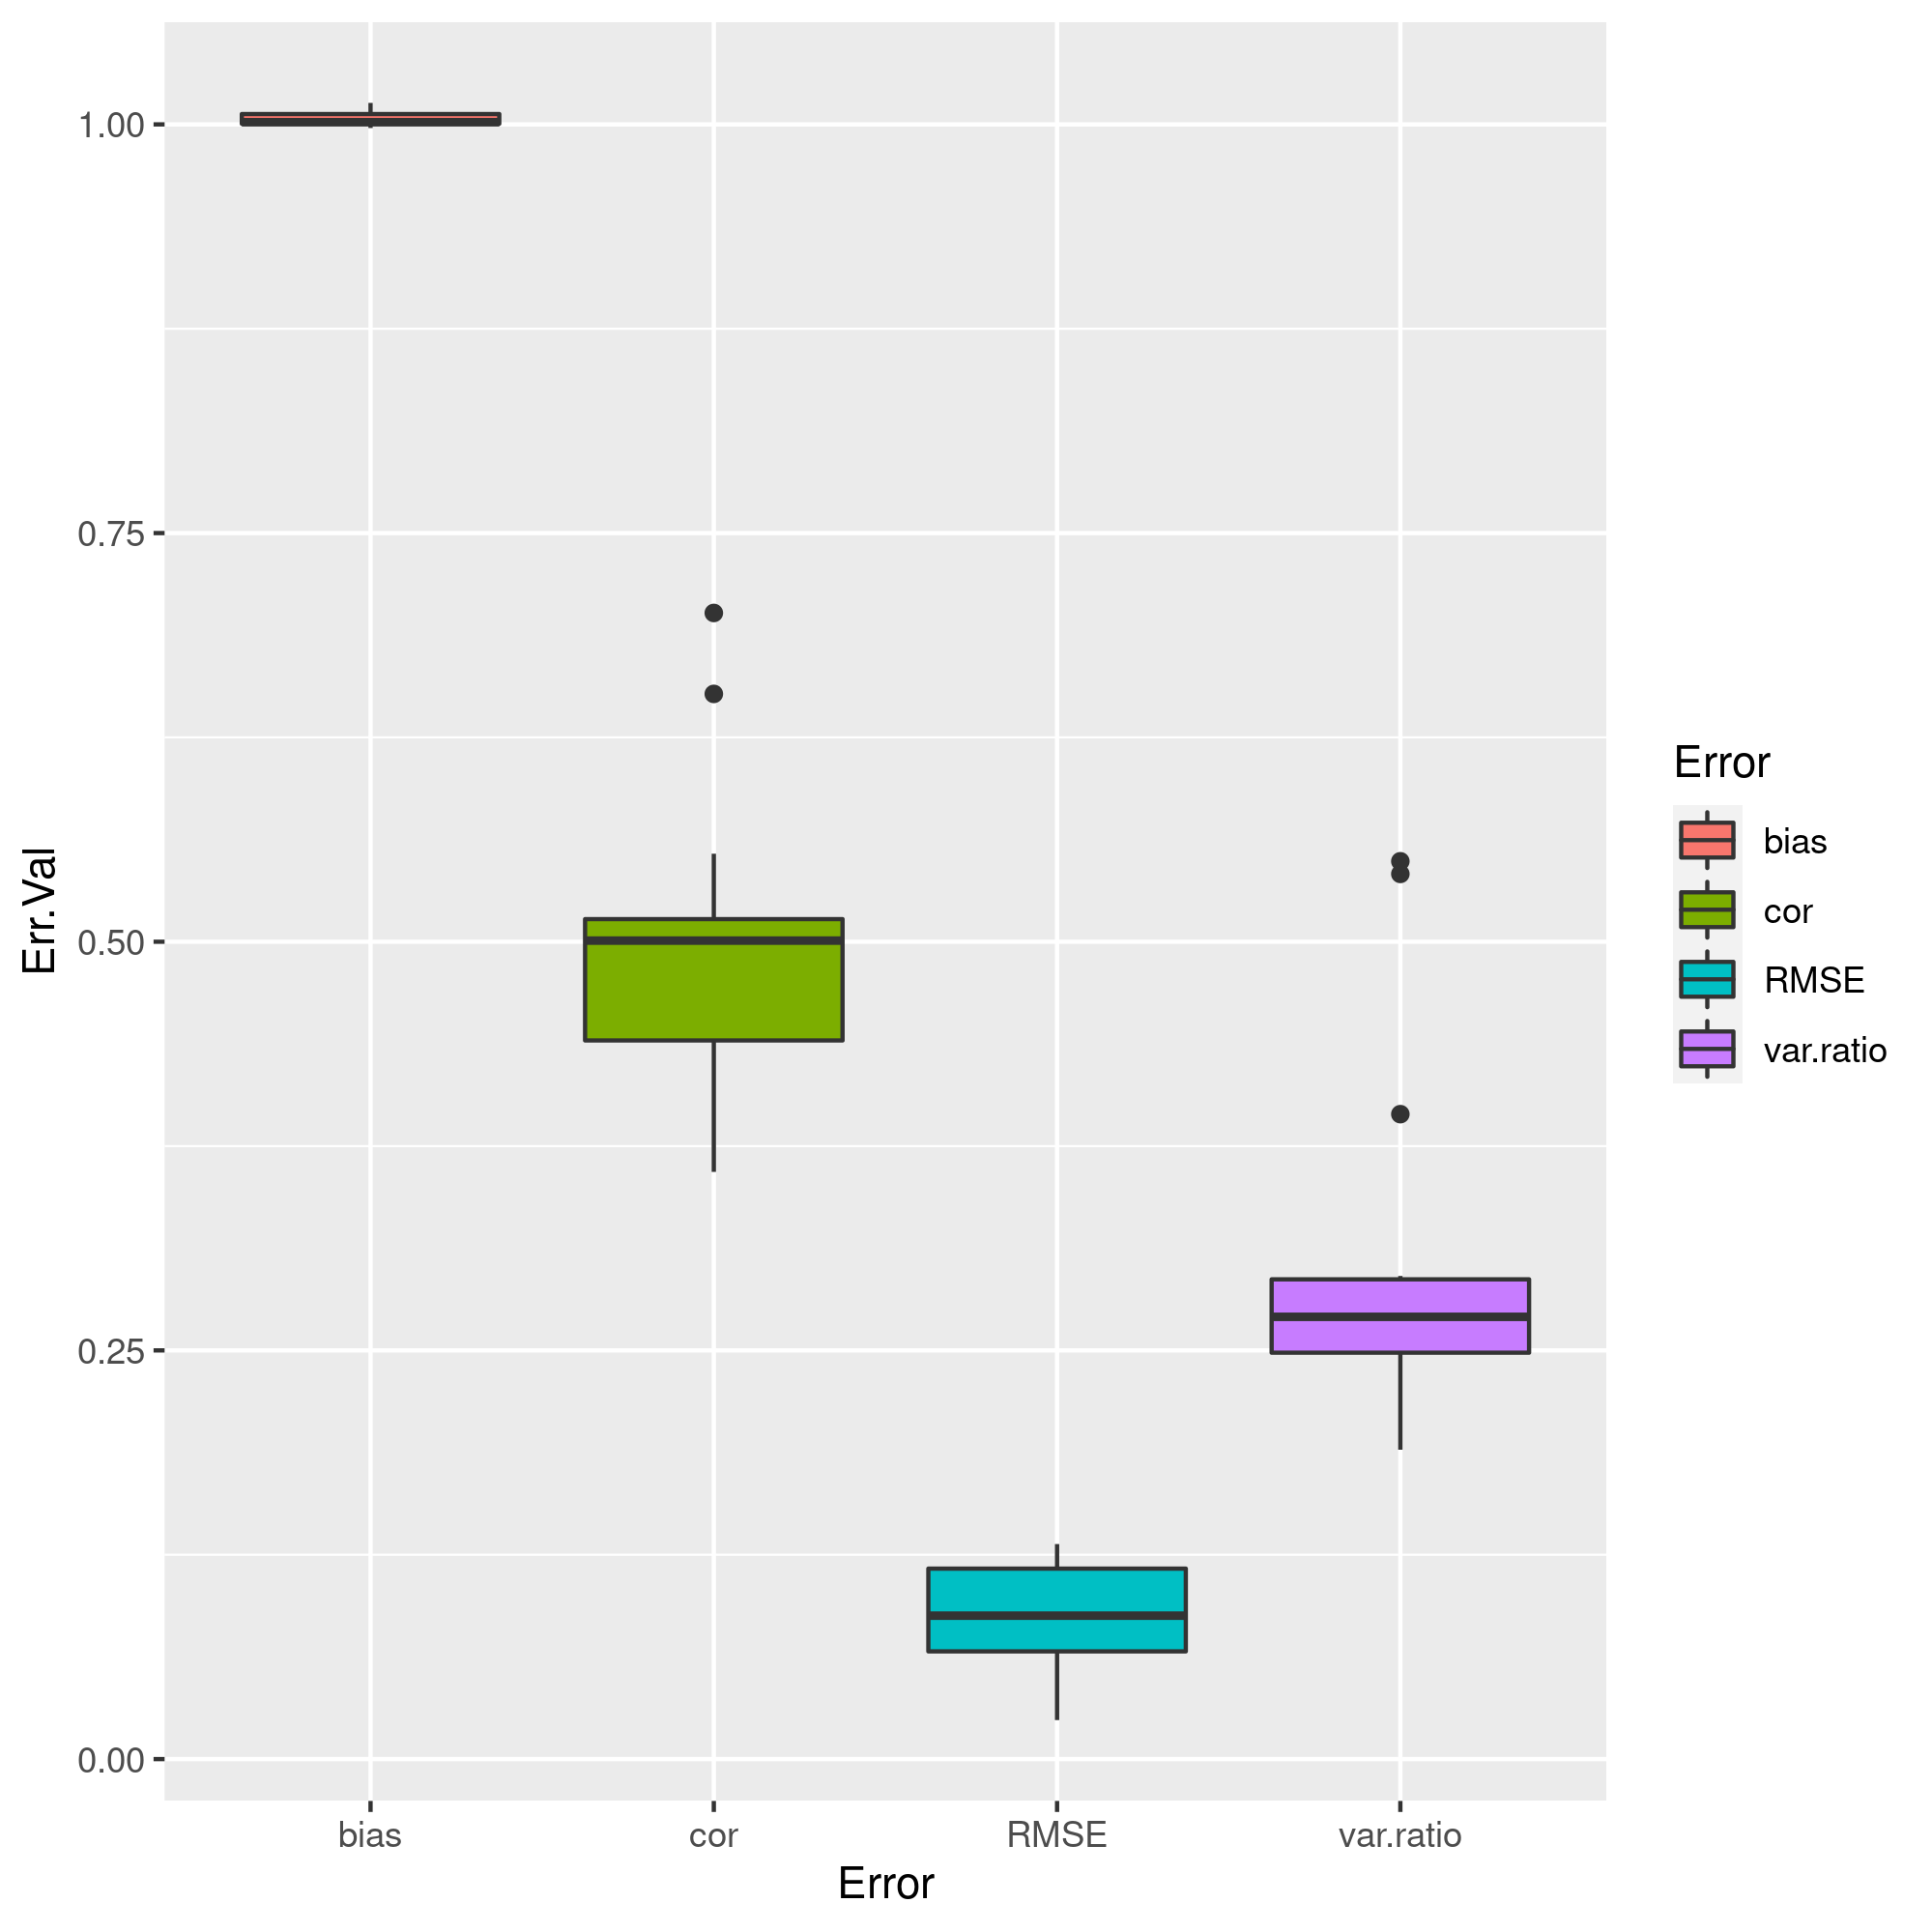 Err.Val
1.00
0.75
0.50
0.25
0.00
bias
cor
RMSE
var.ratio
Error
Error
bias
cor
RMSE
var.ratio